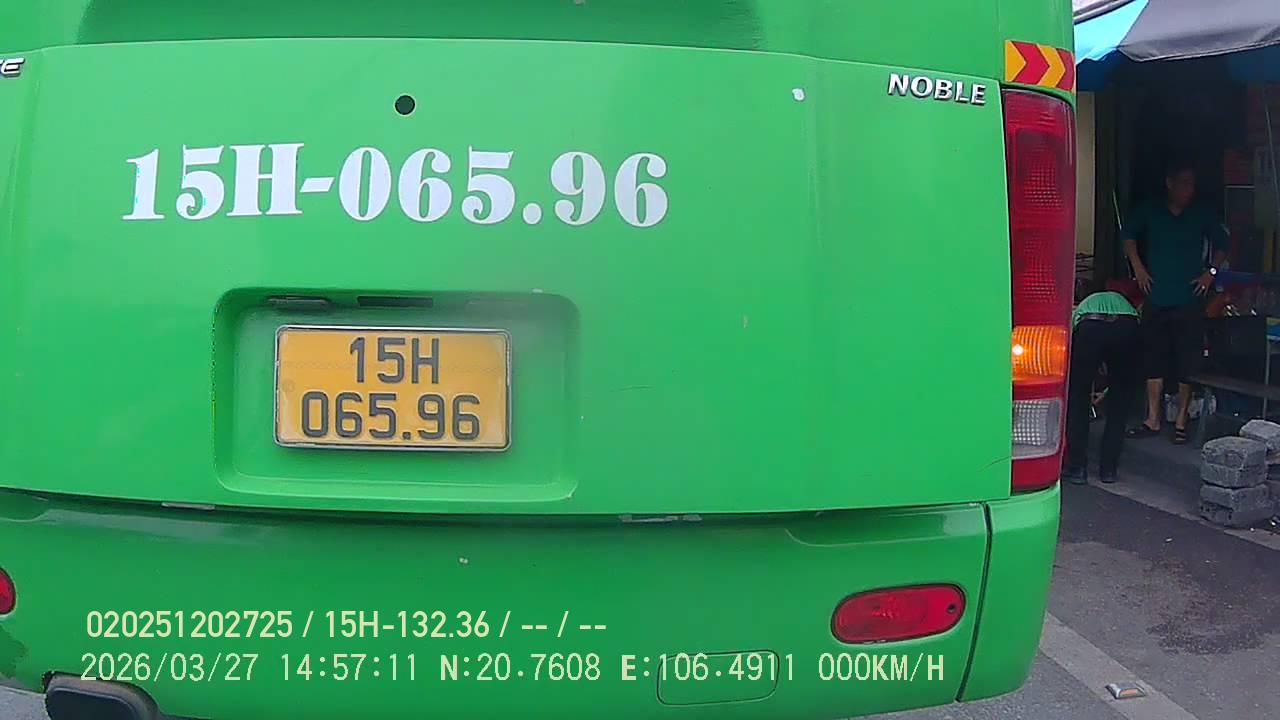 NOBLE
15H-065.96
15H
065.96
020251202725 / 15H-132.36 / -- / --
2026/03/27 14:57:11 N:20.7608 E:106.4911 000KM/H